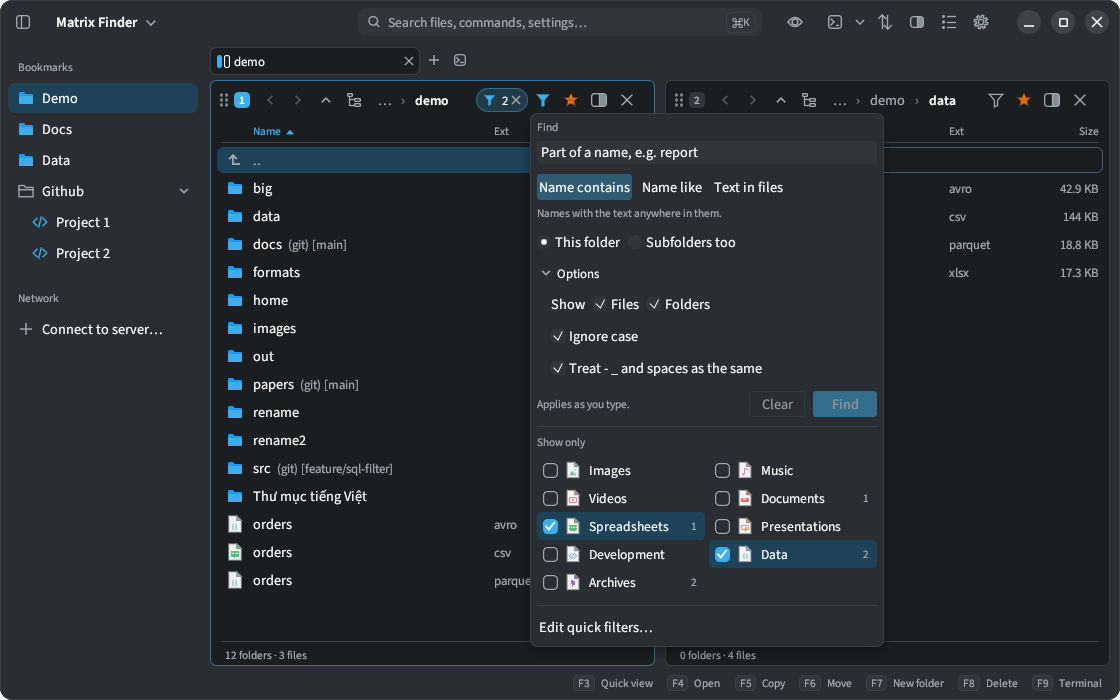 Matrix Finder
Search files, commands, settings…
⌘K
Bookmarks
Demo
Docs
Data
Github
Project 1
Project 2
Network
Connect to server…
demo
1
… › demo
2
Name
Ext
..
big
data
docs (git) [main]
formats
home
images
out
papers (git) [main]
rename
rename2
src (git) [feature/sql-filter]
Thư mục tiếng Việt
orders avro
orders csv
orders parque
12 folders · 3 files
Find
Part of a name, e.g. report
Name contains Name like Text in files
Names with the text anywhere in them.
This folder Subfolders too
Options
Show Files Folders
Ignore case
Treat - _ and spaces as the same
Applies as you type.
Clear
Find
Show only
Images
Music
Videos
Documents 1
Spreadsheets 1
Presentations
Development
Data 2
Archives 2
Edit quick filters…
2
… › demo › data
Ext Size
avro 42.9 KB
csv 144 KB
parquet 18.8 KB
xlsx 17.3 KB
0 folders · 4 files
F3 Quick view F4 Open F5 Copy F6 Move F7 New folder F8 Delete F9 Terminal